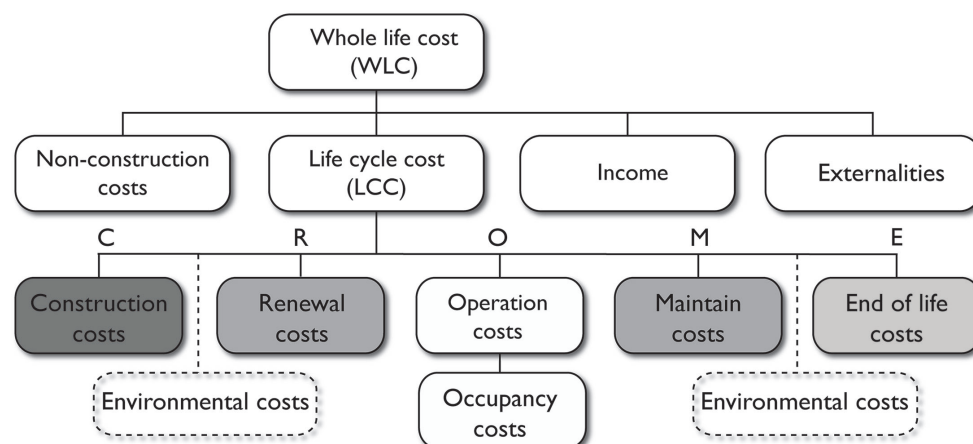 Whole life cost
(WLC)
Non-construction
costs
Life cycle cost
(LCC)
Income
Externalities
C
R
O
M
E
Construction
costs
Renewal
costs
Operation
costs
Maintain
costs
End of life
costs
Environmental costs
Occupancy
costs
Environmental costs